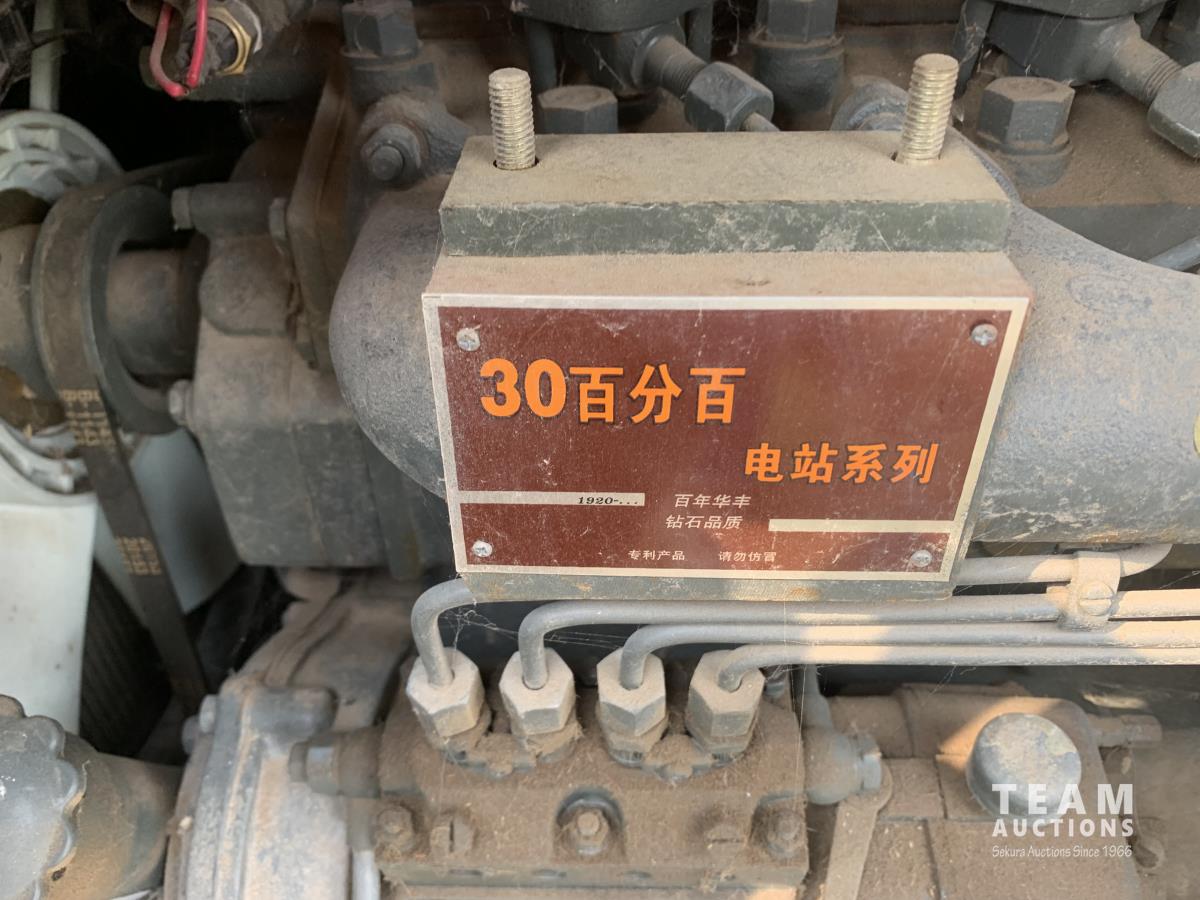 30百分百
电站系列
1920-...
百年华丰
钻石品质
专利产品 请勿仿冒
TEAM
AUCTIONS
Sekura Auctions Since 1966